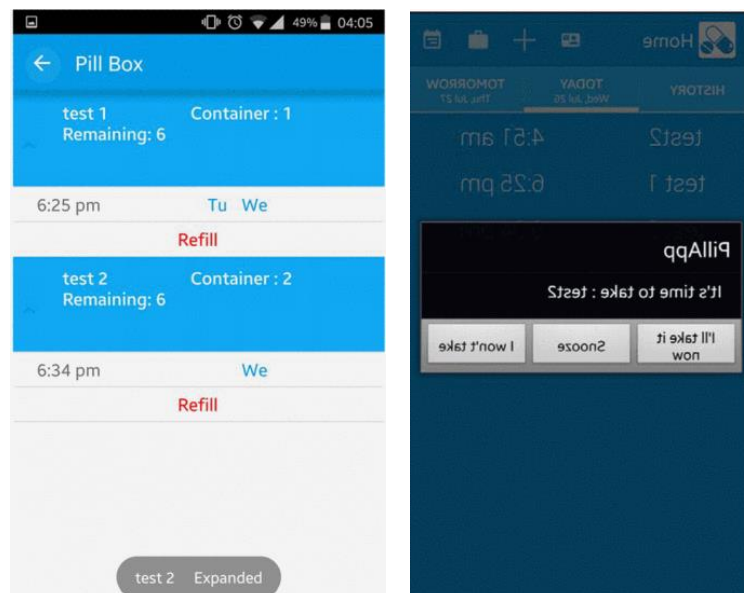 49% 04:05
Pill Box
test 1 Container : 1
Remaining: 6
6:25 pm Tu We
Refill
test 2 Container : 2
Remaining: 6
6:34 pm We
Refill
test 2 Expanded
Home
HISTORY
TODAY
Wed, Jul 26
TOMORROW
Thu, Jul 27
test2 4:51 am
test 1 6:25 pm
PillApp
It's time to take : test2
I'll take it now
Snooze
I won't take